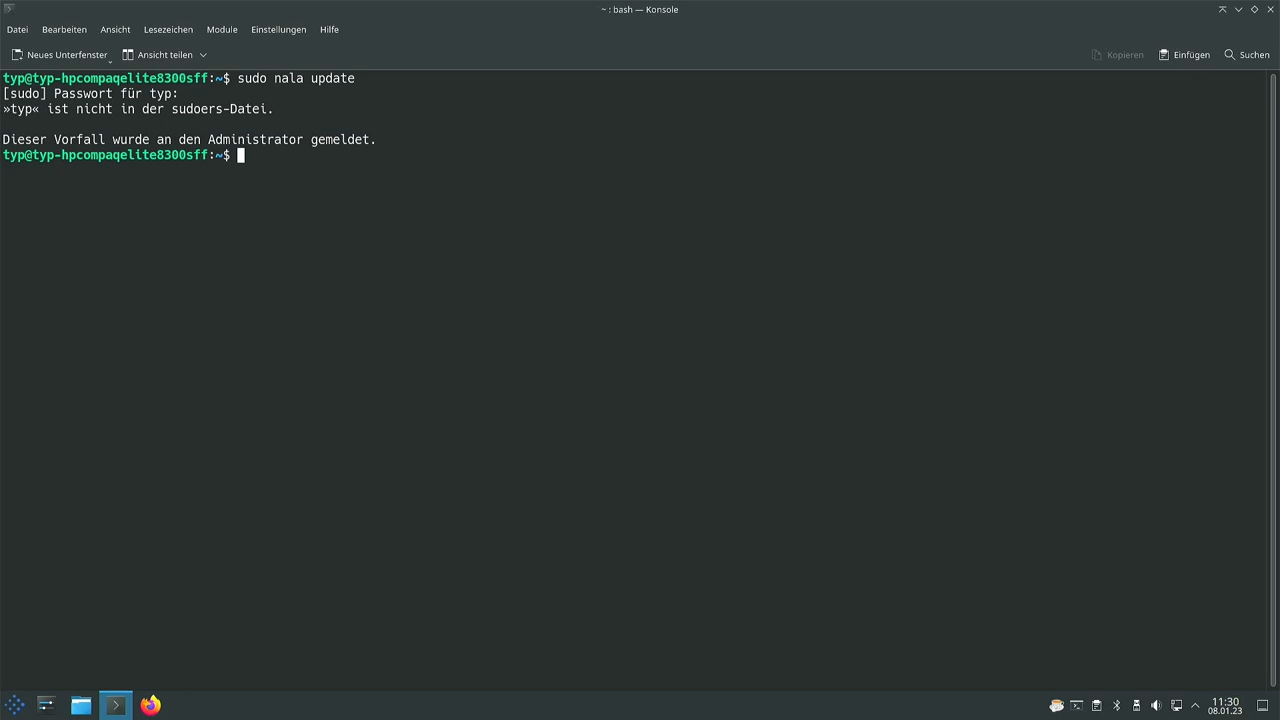 ~ : bash — Konsole
Datei Bearbeiten Ansicht Lesezeichen Module Einstellungen Hilfe
Neues Unterfenster Ansicht teilen Kopieren Einfügen Suchen
typ@typ-hpcompaqelite8300sff:~$ sudo nala update
[sudo] Passwort für typ:
»typ« ist nicht in der sudoers-Datei.
Dieser Vorfall wurde an den Administrator gemeldet.
typ@typ-hpcompaqelite8300sff:~$
11:30
08.01.23